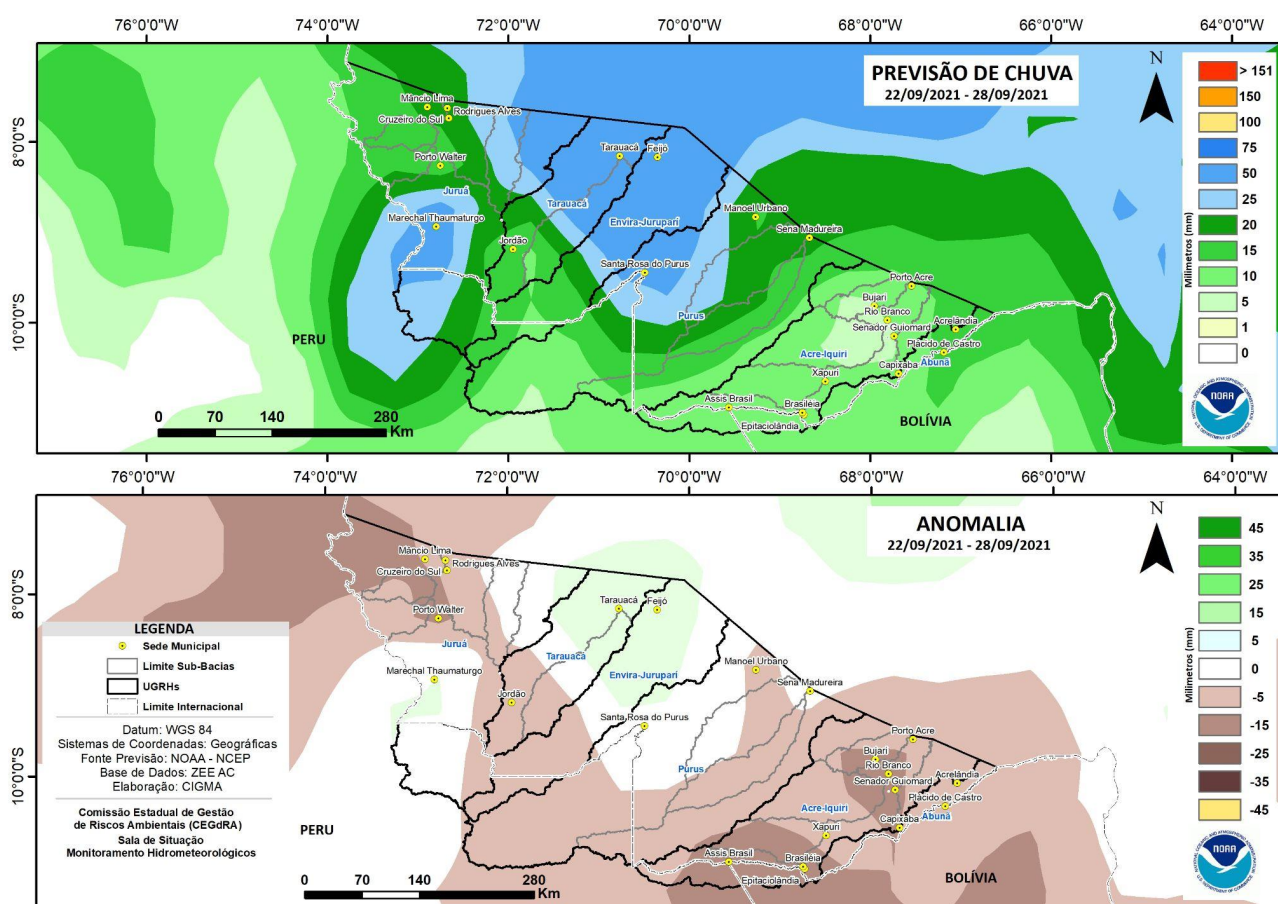 76°0'0"W
74°0'0"W
72°0'0"W
70°0'0"W
68°0'0"W
66°0'0"W
64°0'0"W
8°0'0"S
10°0'0"S
PREVISÃO DE CHUVA
22/09/2021 - 28/09/2021
N
Milimetros (mm)
> 151
150
100
75
50
25
20
15
10
5
1
0
NOAA
Mâncio Lima
Rodrigues Alves
Cruzeiro do Sul
Porto Walter
Juruá
Marechal Thaumaturgo
Jordão
Tarauacá
Feijó
Tarauacá
Envira-Jurupari
Manoel Urbano
Sena Madureira
Santa Rosa do Purus
Purus
Porto Acre
Bujari
Rio Branco
Senador Guiomard
Acrelândia
Plácido de Castro
Abunã
Acre-Iquiri
Capixaba
Xapuri
Assis Brasil
Brasiléia
Epitaciolândia
PERU
BOLÍVIA
0
70
140
280
Km
76°0'0"W
74°0'0"W
72°0'0"W
70°0'0"W
68°0'0"W
66°0'0"W
64°0'0"W
8°0'0"S
10°0'0"S
ANOMALIA
22/09/2021 - 28/09/2021
N
Milimetros (mm)
45
35
25
15
5
0
-5
-15
-25
-35
-45
NOAA
Mâncio Lima
Rodrigues Alves
Cruzeiro do Sul
Porto Walter
Juruá
Marechal Thaumaturgo
Jordão
Tarauacá
Feijó
Tarauacá
Envira-Jurupari
Manoel Urbano
Sena Madureira
Santa Rosa do Purus
Purus
Porto Acre
Bujari
Rio Branco
Senador Guiomard
Acrelândia
Plácido de Castro
Abunã
Acre-Iquiri
Capixaba
Xapuri
Assis Brasil
Brasiléia
Epitaciolândia
PERU
BOLÍVIA
0
70
140
280
Km
LEGENDA
Sede Municipal
Limite Sub-Bacias
UGRHs
Limite Internacional
Datum: WGS 84
Sistemas de Coordenadas: Geográficas
Fonte Previsão: NOAA - NCEP
Base de Dados: ZEE AC
Elaboração: CIGMA
Comissão Estadual de Gestão
de Riscos Ambientais (CEGdRA)
Sala de Situação
Monitoramento Hidrometeorológicos